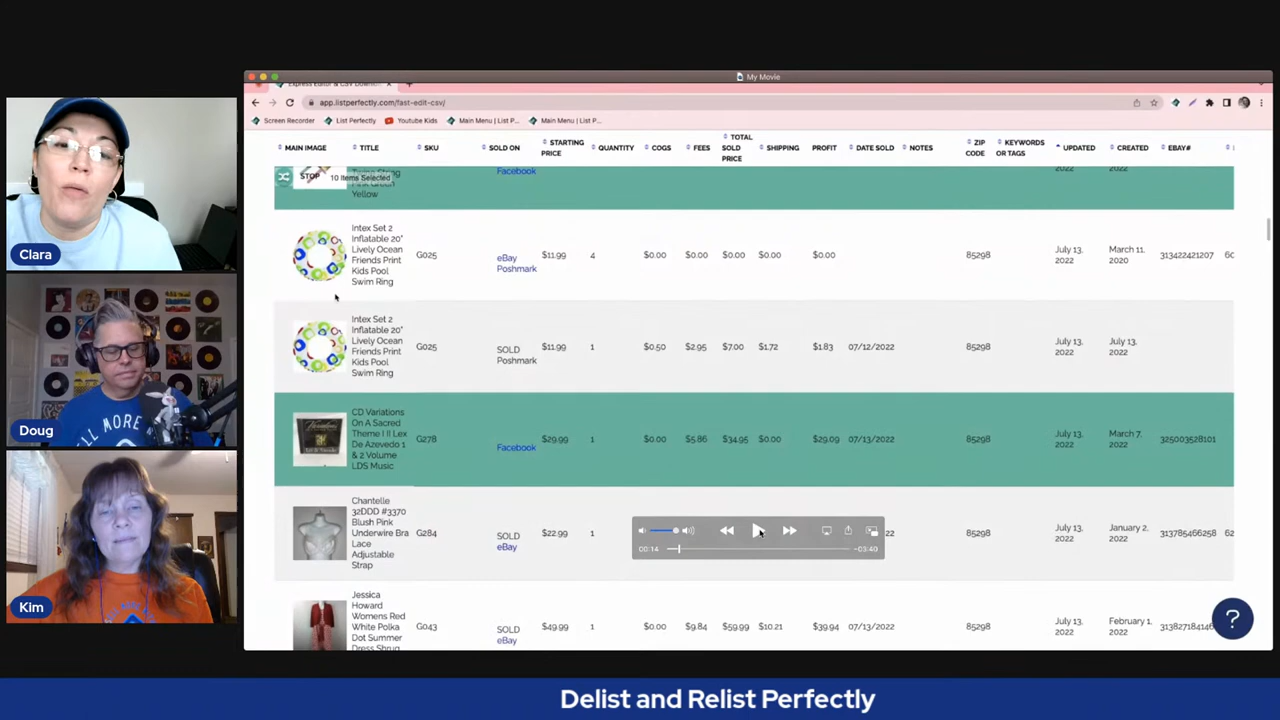 My Movie
Express Editor & CSV Downl...
app.listperfectly.com/fast-edit-csv/
Screen Recorder List Perfectly Youtube Kids Main Menu | List P... Main Menu | List P...
MAIN IMAGE TITLE SKU SOLD ON STARTING PRICE QUANTITY COGS FEES TOTAL SOLD PRICE SHIPPING PROFIT DATE SOLD NOTES ZIP CODE KEYWORDS OR TAGS UPDATED CREATED EBAY#
STOP 10 Items Selected
Pink Green
Yellow
Facebook
2022 2022
Intex Set 2
Inflatable 20"
Lively Ocean
Friends Print
Kids Pool
Swim Ring
G025 eBay Poshmark $11.99 4 $0.00 $0.00 $0.00 $0.00 $0.00 85298 July 13, 2022 March 11, 2020 313422421207
Intex Set 2
Inflatable 20"
Lively Ocean
Friends Print
Kids Pool
Swim Ring
G025 SOLD Poshmark $11.99 1 $0.50 $2.95 $7.00 $1.72 $1.83 07/12/2022 85298 July 13, 2022 July 13, 2022
CD Variations
On A Sacred
Theme I II Lex
De Azevedo 1
& 2 Volume
LDS Music
G278 Facebook $29.99 1 $0.00 $5.86 $34.95 $0.00 $29.09 07/13/2022 85298 July 13, 2022 March 7, 2022 325003528101
Chantelle
32DDD #3370
Blush Pink
Underwire Bra
Lace
Adjustable
Strap
G284 SOLD eBay $22.99 1 85298 July 13, 2022 January 2, 2022 313785466258
00:14 -03:40
Jessica
Howard
Womens Red
White Polka
Dot Summer
Dress Shrug
G043 SOLD eBay $49.99 1 $0.00 $9.84 $59.99 $10.21 $39.94 07/13/2022 85298 July 13, 2022 February 1, 2022
?
Clara
Doug
Kim
Delist and Relist Perfectly